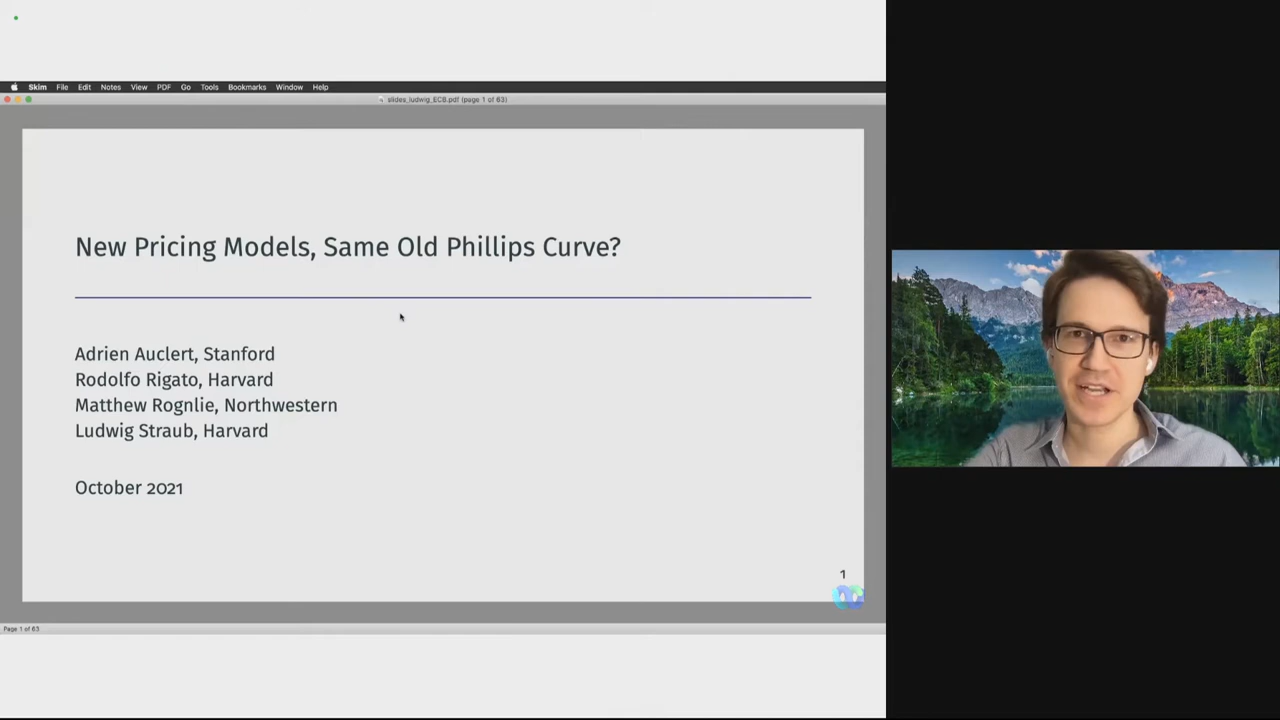 Skim File Edit Notes View PDF Go Tools Bookmarks Window Help
slides_ludwig_ECB.pdf (page 1 of 63)
New Pricing Models, Same Old Phillips Curve?
Adrien Auclert, Stanford
Rodolfo Rigato, Harvard
Matthew Rognlie, Northwestern
Ludwig Straub, Harvard
October 2021
1
Page 1 of 63